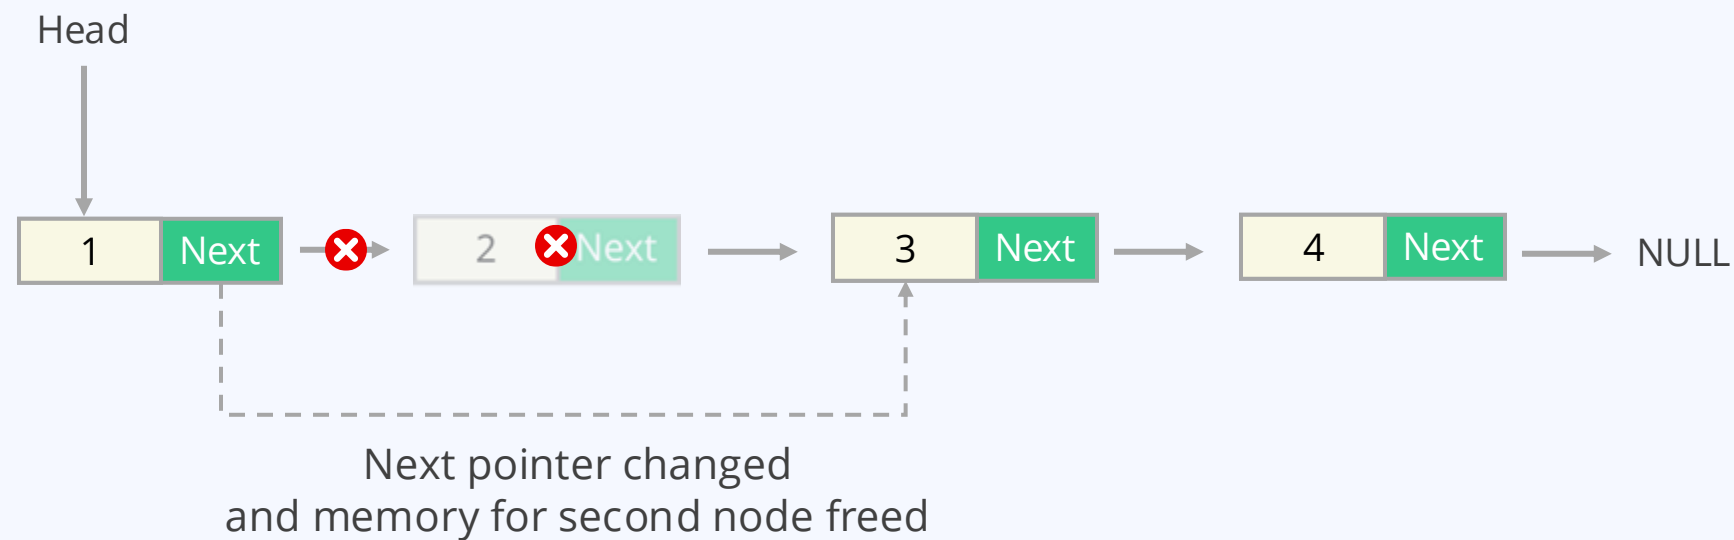 Head
1 Next
2 Next
3 Next
4 Next
NULL
Next pointer changed
and memory for second node freed